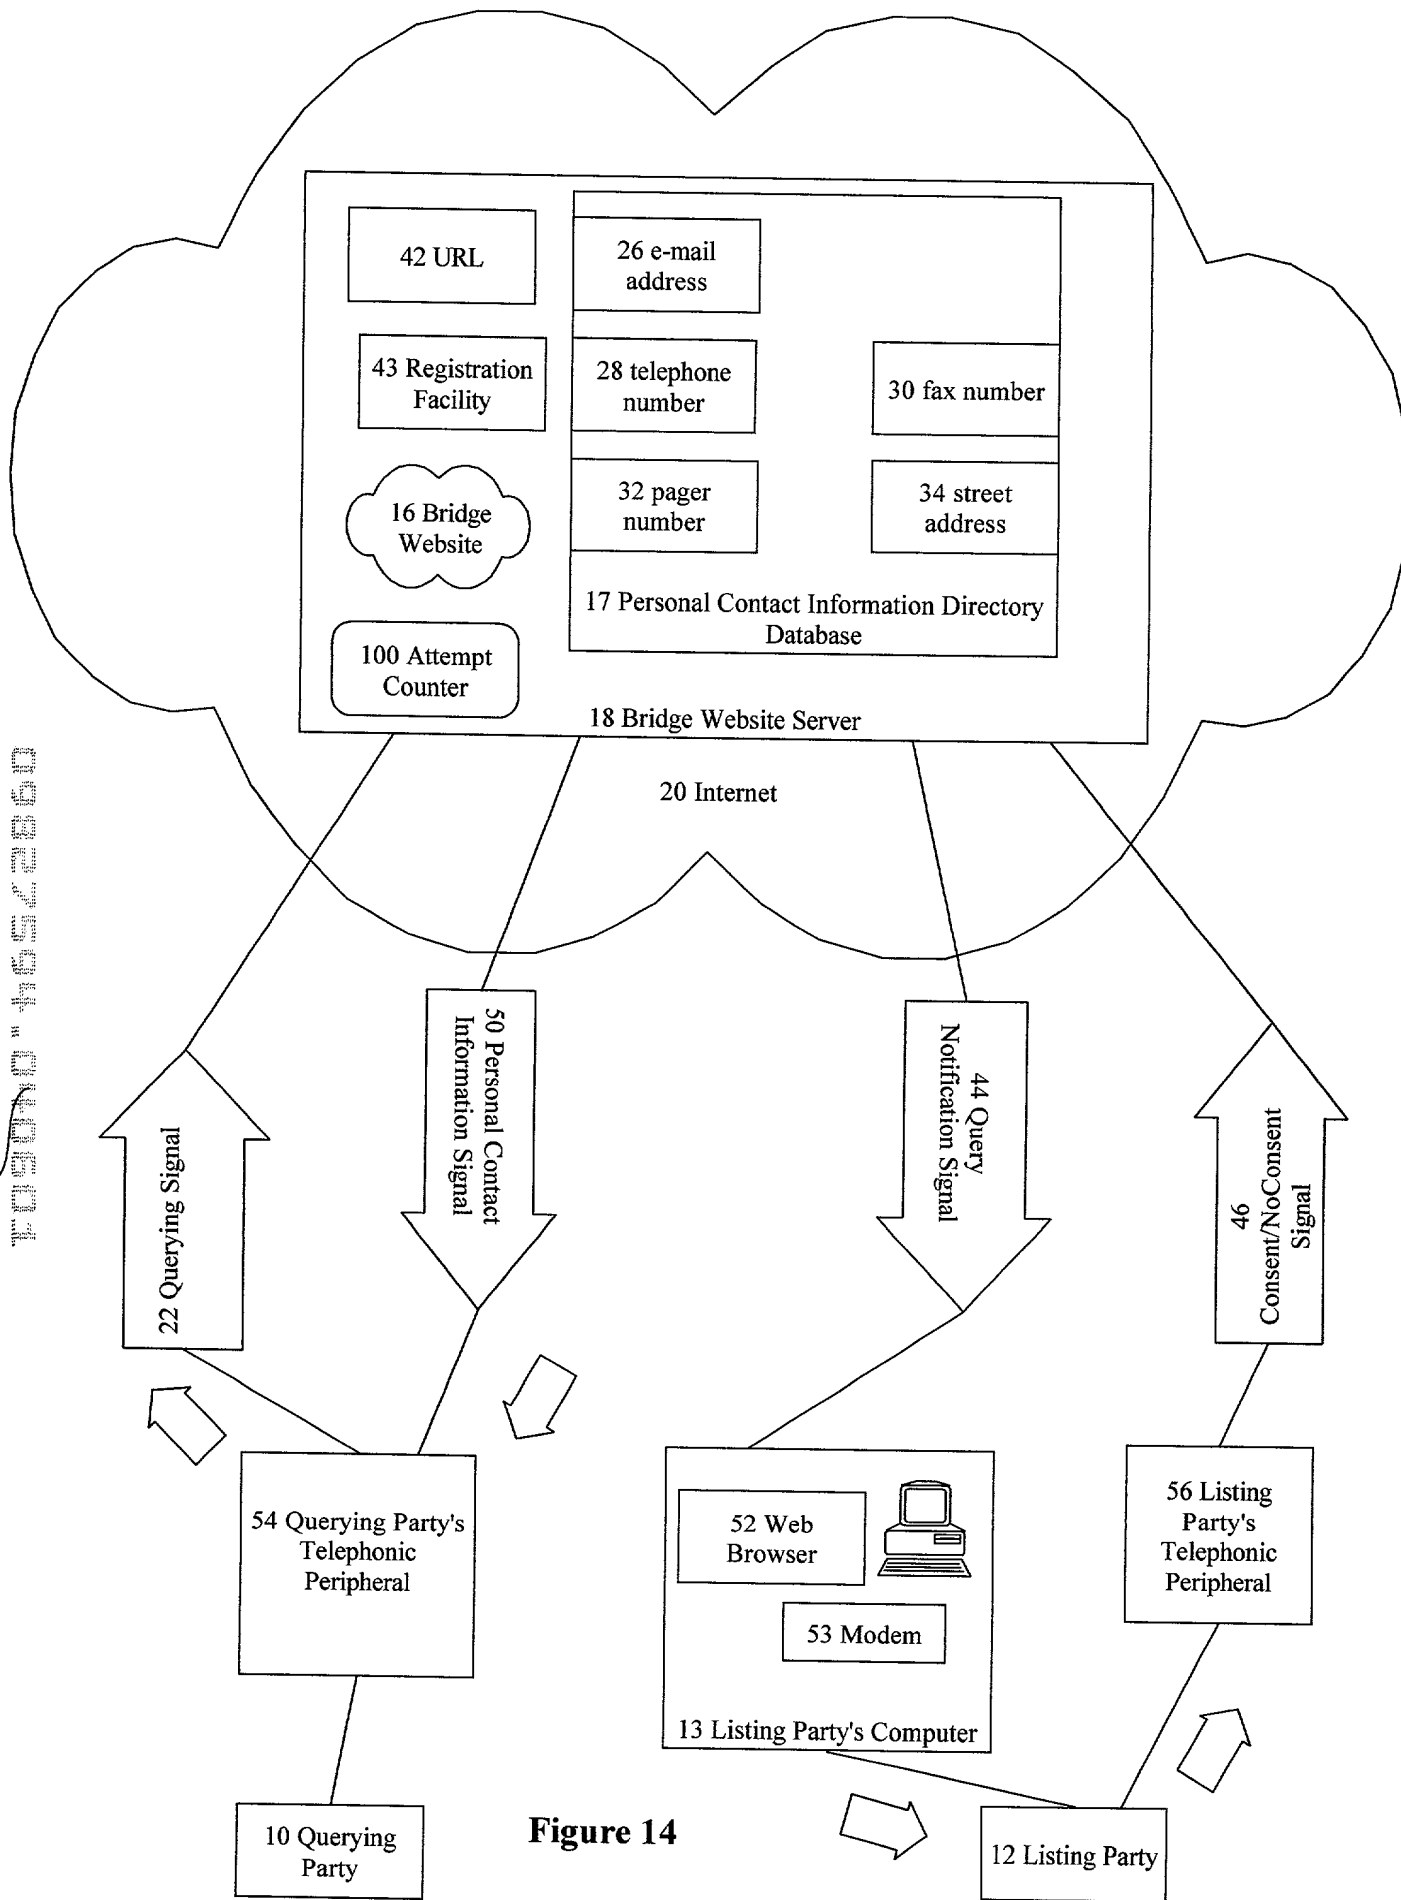 42 URL
26 e-mail
address
43 Registration
Facility
28 telephone
number
30 fax number
16 Bridge
Website
32 pager
number
34 street
address
17 Personal Contact Information Directory
Database
100 Attempt
Counter
18 Bridge Website Server
20 Internet
22 Querying Signal
50 Personal Contact
Information Signal
44 Query
Notification Signal
46
Consent/NoConsent
Signal
54 Querying Party's
Telephonic
Peripheral
52 Web
Browser
53 Modem
13 Listing Party's Computer
56 Listing
Party's
Telephonic
Peripheral
10 Querying
Party
12 Listing Party
Figure 14
09827594.040501